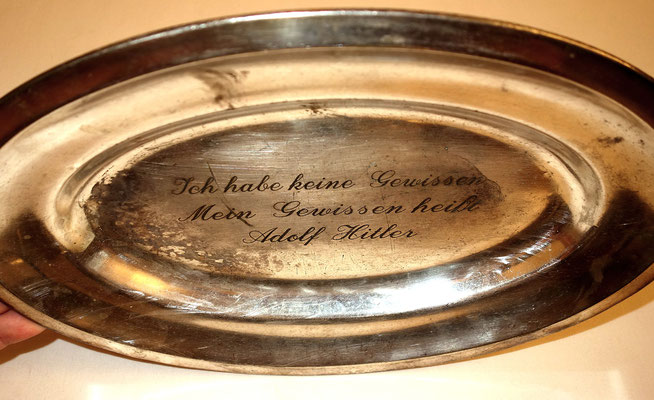 Ich habe keine Gewissen
Mein Gewissen heißt
Adolf Hitler